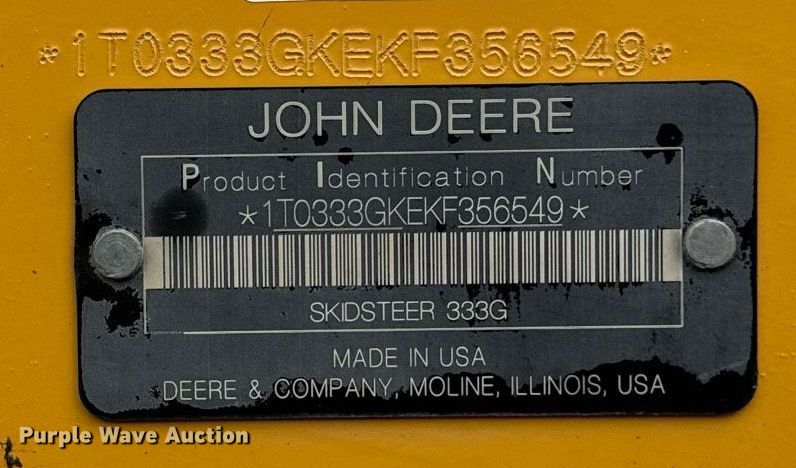 *1T0333GKEKF356549*
JOHN DEERE
Product Identification Number
*1T0333GKEKF356549*
SKIDSTEER 333G
MADE IN USA
DEERE & COMPANY, MOLINE, ILLINOIS, USA
Purple Wave Auction